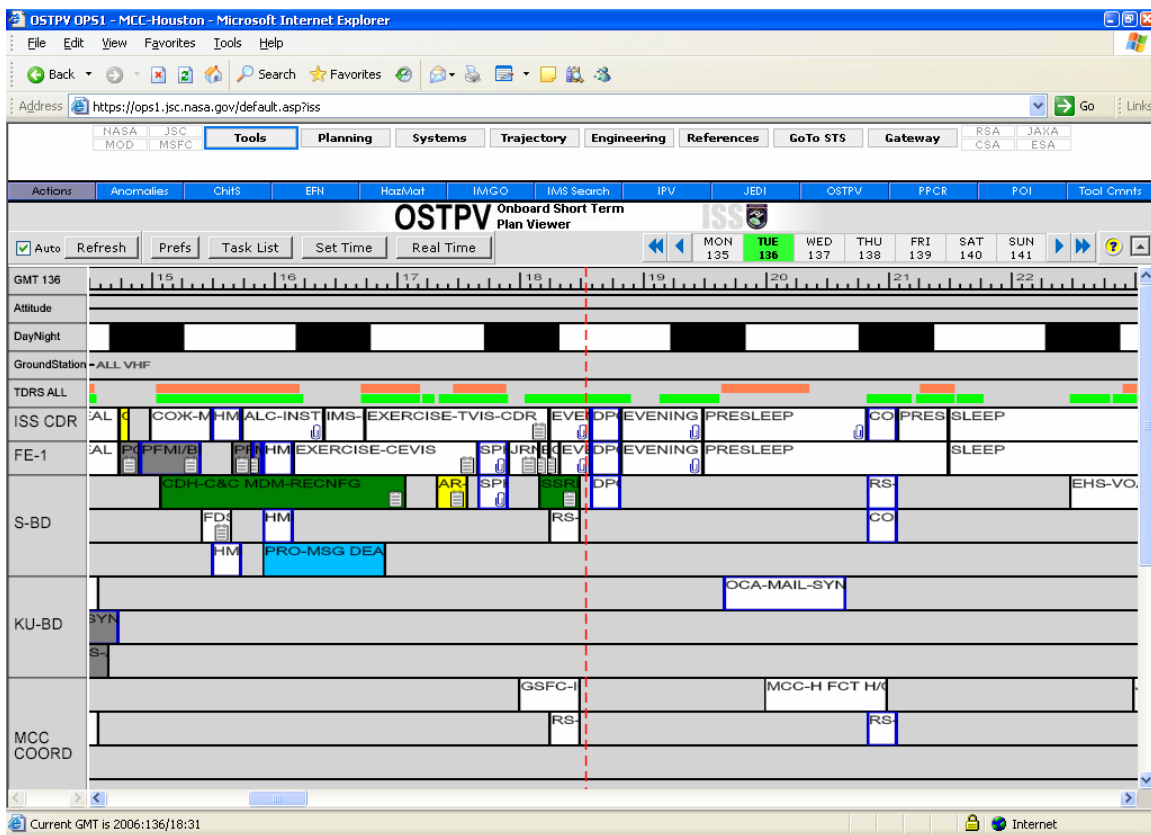 OSTPV OPS1 - MCC-Houston - Microsoft Internet Explorer
File Edit View Favorites Tools Help
Back Search Favorites
Address https://ops1.jsc.nasa.gov/default.asp?iss Go Links
NASA JSC Tools Planning Systems Trajectory Engineering References GoTo STS Gateway RSA JAXA
MOD MSFC CSA ESA
Actions Anomalies ChitS EFN HazMat IMGO IMS Search IPV JEDI OSTPV PPCR POI Tool Cmnts
OSTPV Onboard Short Term
Plan Viewer ISS
Auto Refresh Prefs Task List Set Time Real Time MON TUE WED THU FRI SAT SUN
135 136 137 138 139 140 141
GMT 136 15 16 17 18 19 20 21 22
Attitude
DayNight
GroundStation - ALL VHF
TDRS ALL
ISS CDR EAL COЖ-M HM ALC-INST IMS- EXERCISE-TVIS-CDR EVE DP EVENING PRESLEEP CO PRES SLEEP
FE-1 EAL PFMI/B HM EXERCISE-CEVIS SP JRN EV DP EVENING PRESLEEP SLEEP
CDH-C&C MDM-RECNFG AR- SP SSR DP RS- EHS-VO
S-BD FDS HM RS- CO
HM PRO-MSG DEA
OCA-MAIL-SYN
KU-BD SYN
S-
GSFC-I MCC-H FCT H/
MCC
COORD RS- RS-
Current GMT is 2006:136/18:31 Internet